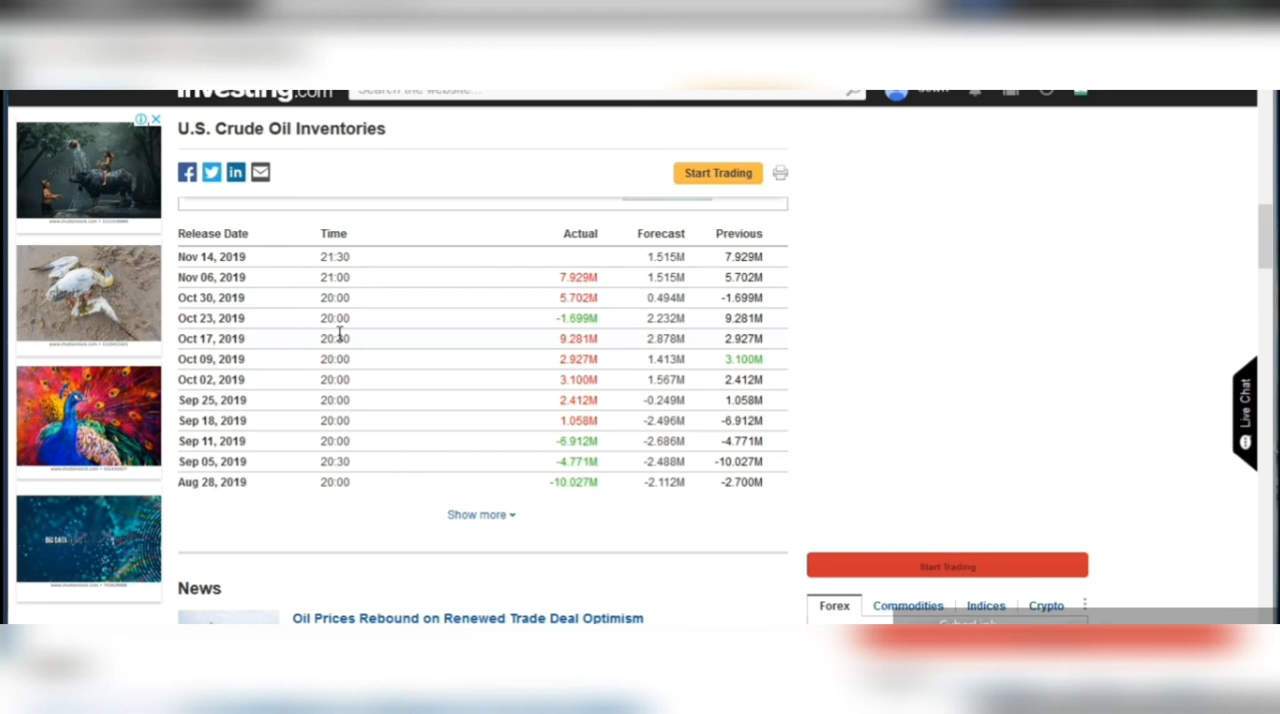 Investing.com Search the website...
U.S. Crude Oil Inventories
Start Trading
Release Date Time Actual Forecast Previous
Nov 14, 2019 21:30 1.515M 7.929M
Nov 06, 2019 21:00 7.929M 1.515M 5.702M
Oct 30, 2019 20:00 5.702M 0.494M -1.699M
Oct 23, 2019 20:00 -1.699M 2.232M 9.281M
Oct 17, 2019 20:30 9.281M 2.878M 2.927M
Oct 09, 2019 20:00 2.927M 1.413M 3.100M
Oct 02, 2019 20:00 3.100M 1.567M 2.412M
Sep 25, 2019 20:00 2.412M -0.249M 1.058M
Sep 18, 2019 20:00 1.058M -2.496M -6.912M
Sep 11, 2019 20:00 -6.912M -2.686M -4.771M
Sep 05, 2019 20:30 -4.771M -2.488M -10.027M
Aug 28, 2019 20:00 -10.027M -2.112M -2.700M
Show more
Live Chat
BIG DATA
Start Trading
News
Forex Commodities Indices Crypto
Oil Prices Rebound on Renewed Trade Deal Optimism
CyberLink